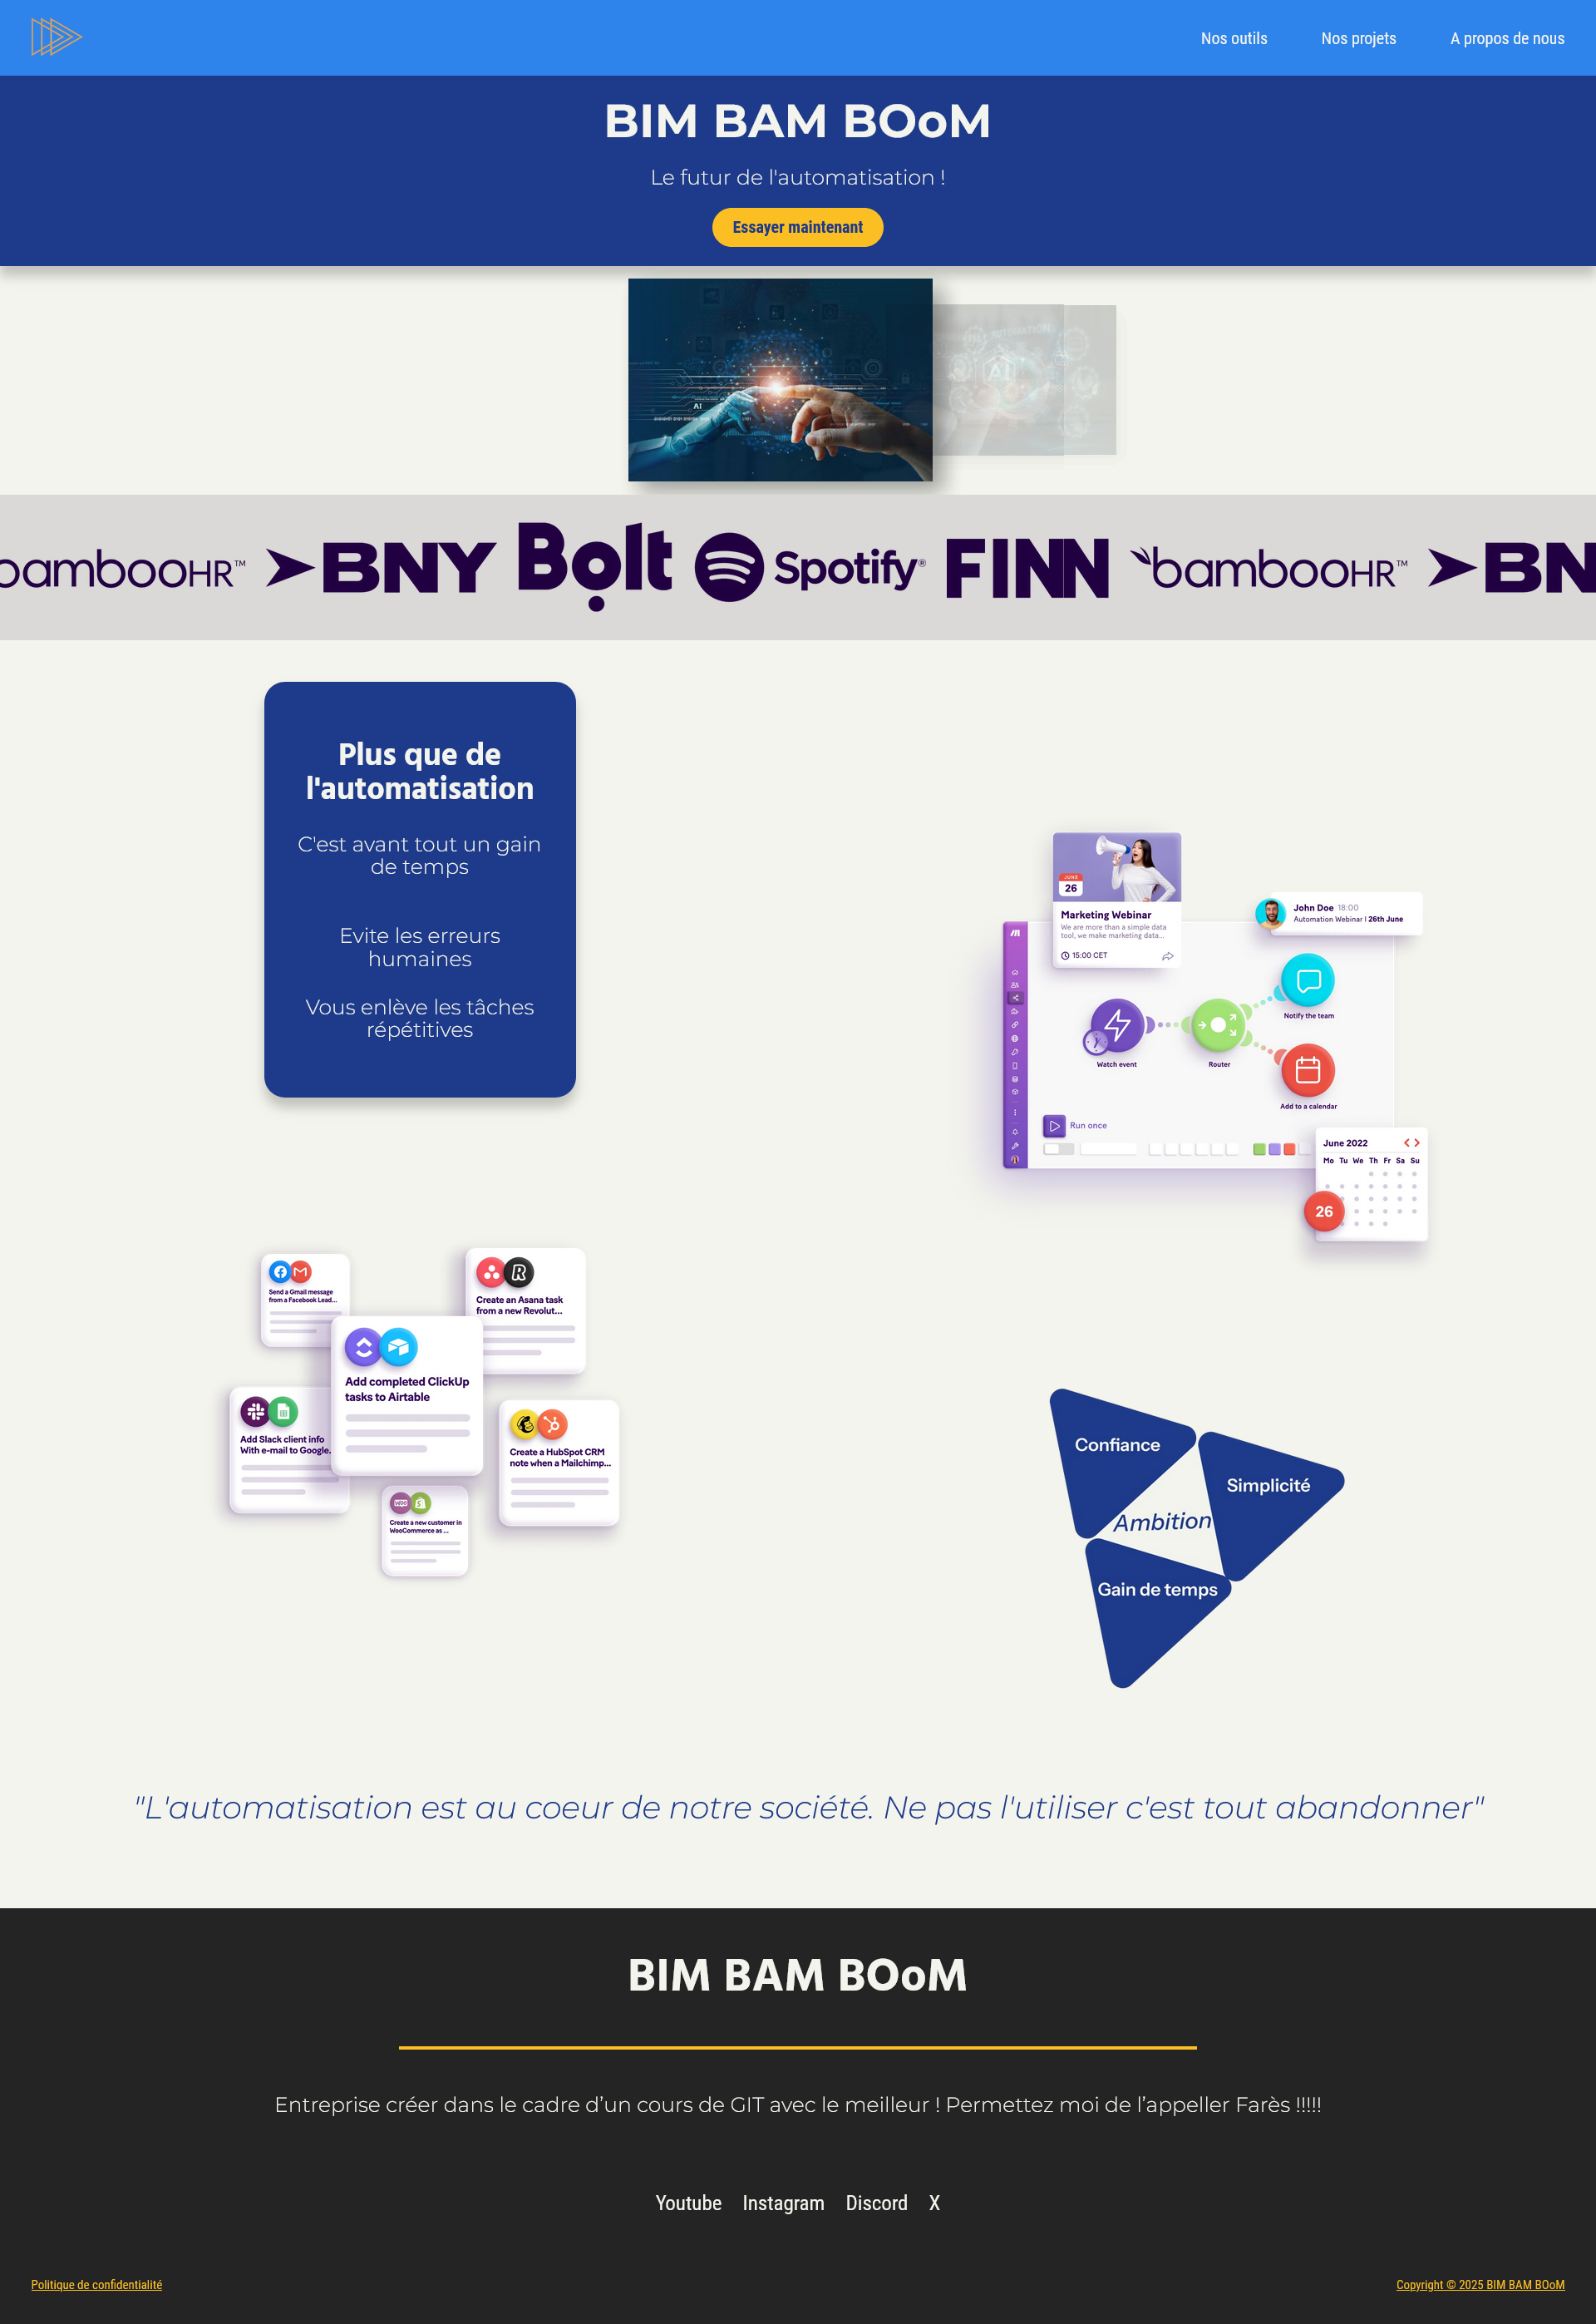 Nos outils
Nos projets
A propos de nous
BIM BAM BOoM
Le futur de l'automatisation !
Essayer maintenant
AI
AUTOMATION
AI
bambooHR™
BNY
Bolt
Spotify®
FINN
bambooHR™
BN
Plus que de
l'automatisation
C'est avant tout un gain
de temps
Evite les erreurs
humaines
Vous enlève les tâches
répétitives
JUNE
26
Marketing Webinar
We are more than a simple data
tool, we make marketing data...
15:00 CET
John Doe 18:00
Automation Webinar | 26th June
Notify the team
Watch event
Router
Add to a calendar
Run once
June 2022
Mo Tu We Th Fr Sa Su
26
Send a Gmail message
from a Facebook Lead...
Create an Asana task
from a new Revolut...
Add completed ClickUp
tasks to Airtable
Add Slack client info
With e-mail to Google.
Create a HubSpot CRM
note when a Mailchimp...
Woo
Create a new customer in
WooCommerce as ...
Confiance
Simplicité
Ambition
Gain de temps
"L'automatisation est au coeur de notre société. Ne pas l'utiliser c'est tout abandonner"
BIM BAM BOoM
Entreprise créer dans le cadre d’un cours de GIT avec le meilleur ! Permettez moi de l’appeller Farès !!!!!
Youtube Instagram Discord X
Politique de confidentialité
Copyright © 2025 BIM BAM BOoM